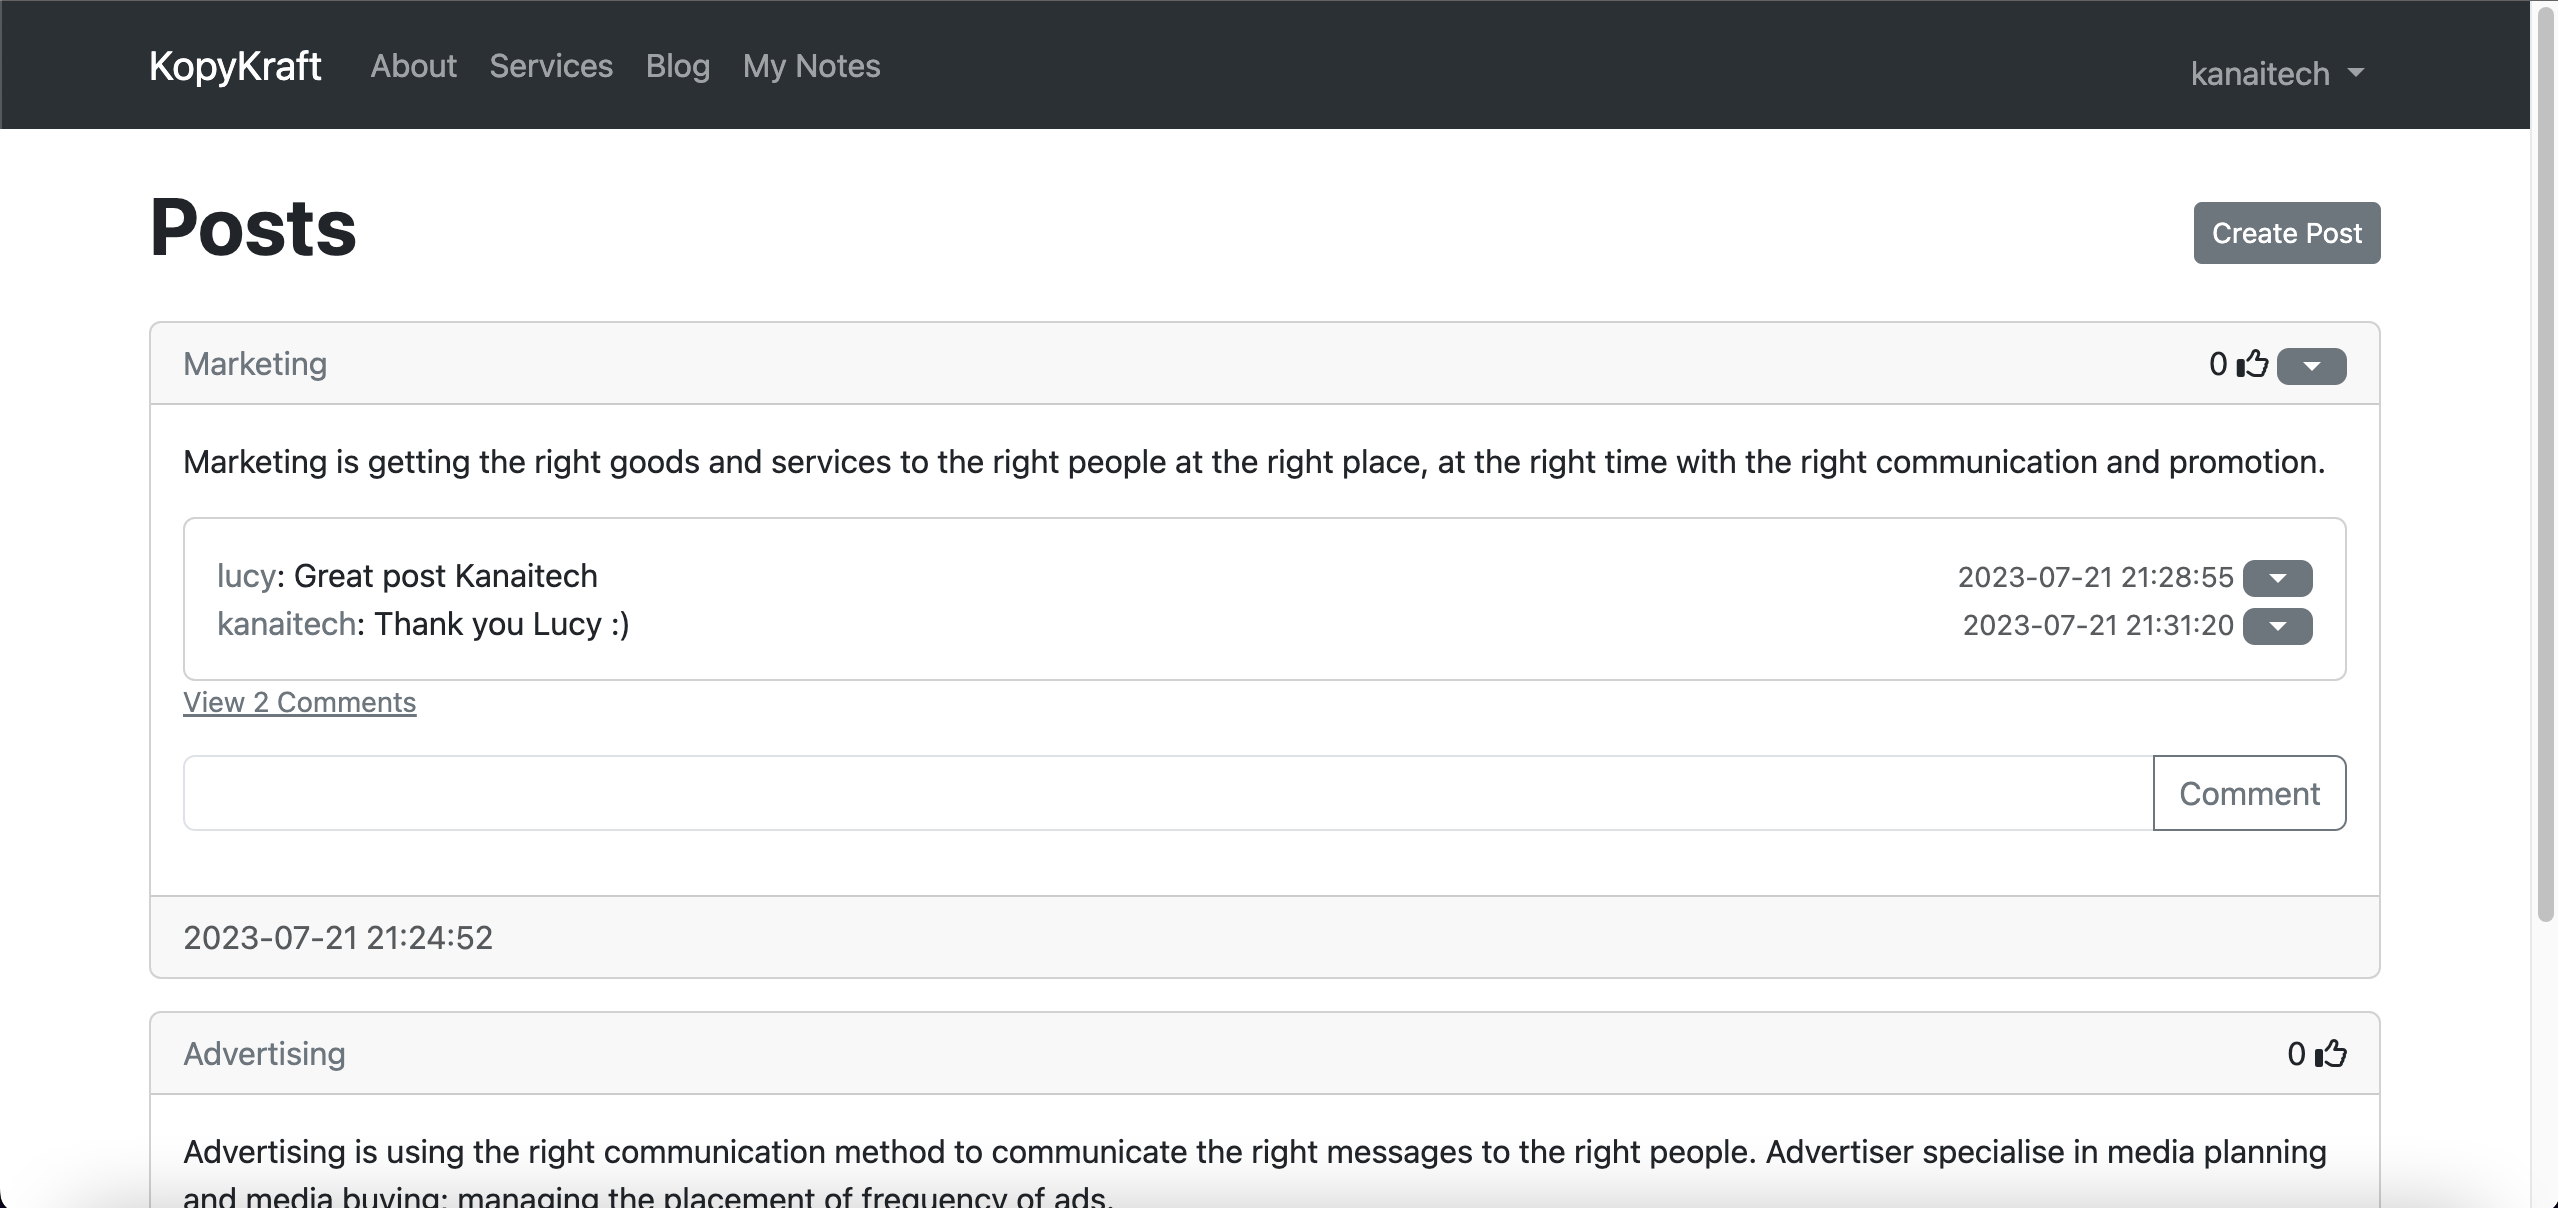 KopyKraft About Services Blog My Notes kanaitech
Posts
Create Post
Marketing 0
Marketing is getting the right goods and services to the right people at the right place, at the right time with the right communication and promotion.
lucy: Great post Kanaitech 2023-07-21 21:28:55
kanaitech: Thank you Lucy :) 2023-07-21 21:31:20
View 2 Comments
Comment
2023-07-21 21:24:52
Advertising 0
Advertising is using the right communication method to communicate the right messages to the right people. Advertiser specialise in media planning
and media buying; managing the placement of frequency of ads.